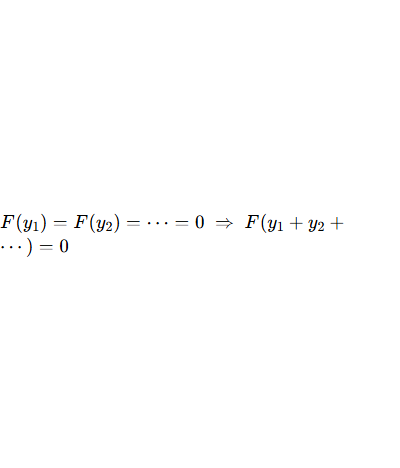 F(y₁) = F(y₂) = ⋯ = 0 ⇒ F(y₁ + y₂ +
⋯) = 0